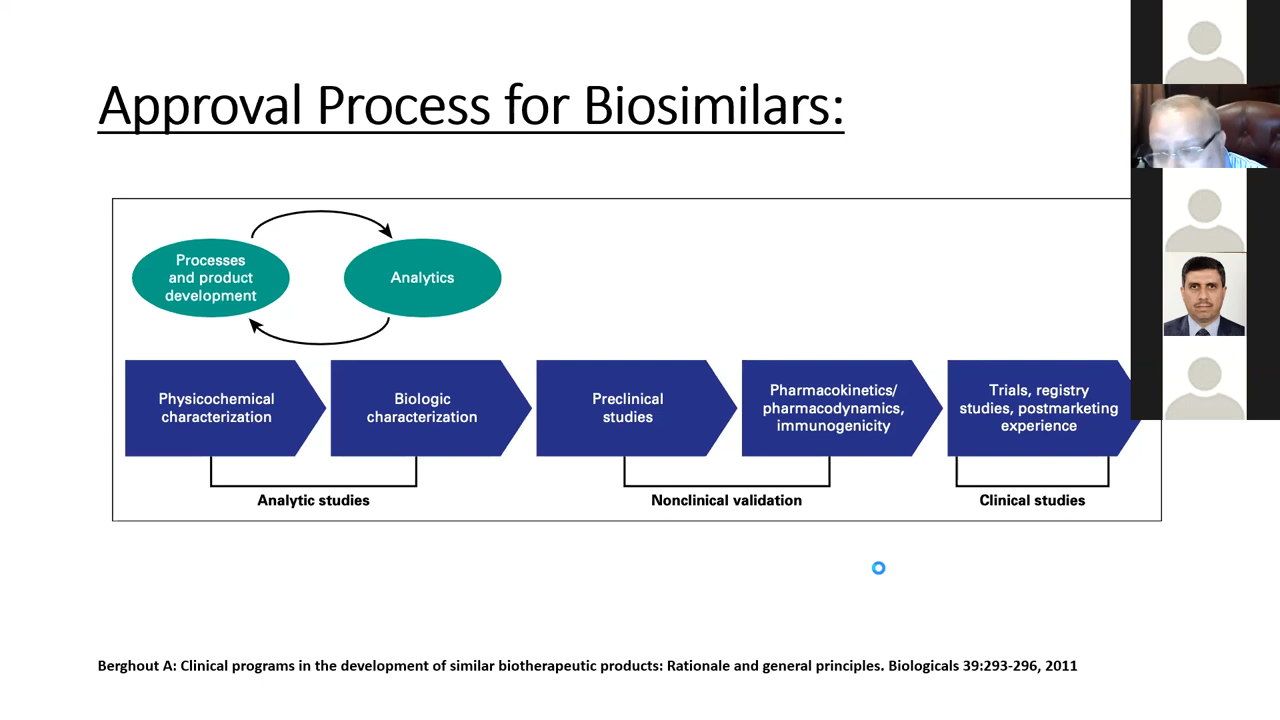 Approval Process for Biosimilars:
Processes
and product
development
Analytics
Physicochemical
characterization
Biologic
characterization
Preclinical
studies
Pharmacokinetics/
pharmacodynamics,
immunogenicity
Trials, registry
studies, postmarketing
experience
Analytic studies
Nonclinical validation
Clinical studies
Berghout A: Clinical programs in the development of similar biotherapeutic products: Rationale and general principles. Biologicals 39:293-296, 2011